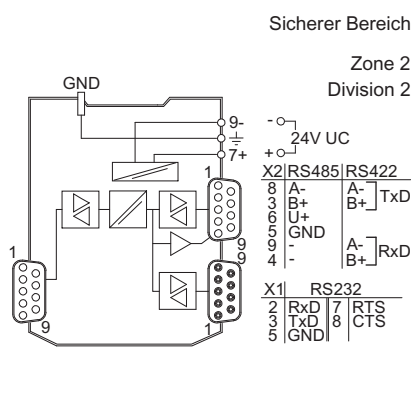 Sicherer Bereich
Zone 2
Division 2
GND
9-
7+
- 
24V UC
+
1
9
9
1
1
9
X2 RS485 RS422
8 A- A- TxD
3 B+ B+
6 U+
5 GND
9 - A- RxD
4 - B+
X1 RS232
2 RxD 7 RTS
3 TxD 8 CTS
5 GND